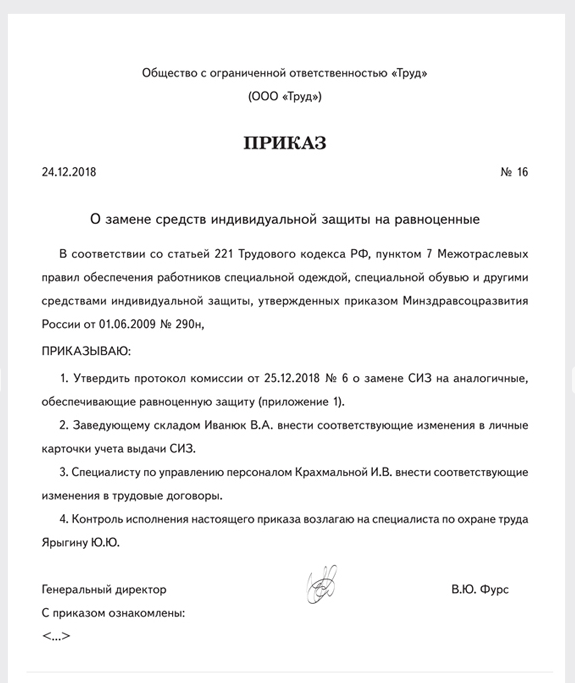 Общество с ограниченной ответственностью «Труд»
(ООО «Труд»)
ПРИКАЗ
24.12.2018 № 16
О замене средств индивидуальной защиты на равноценные
В соответствии со статьей 221 Трудового кодекса РФ, пунктом 7 Межотраслевых
правил обеспечения работников специальной одеждой, специальной обувью и другими
средствами индивидуальной защиты, утвержденных приказом Минздравсоцразвития
России от 01.06.2009 № 290н,
ПРИКАЗЫВАЮ:
1. Утвердить протокол комиссии от 25.12.2018 № 6 о замене СИЗ на аналогичные,
обеспечивающие равноценную защиту (приложение 1).
2. Заведующему складом Иванюк В.А. внести соответствующие изменения в личные
карточки учета выдачи СИЗ.
3. Специалисту по управлению персоналом Крахмальной И.В. внести соответствующие
изменения в трудовые договоры.
4. Контроль исполнения настоящего приказа возлагаю на специалиста по охране труда
Ярыгину Ю.Ю.
Генеральный директор В.Ю. Фурс
С приказом ознакомлены:
<...>